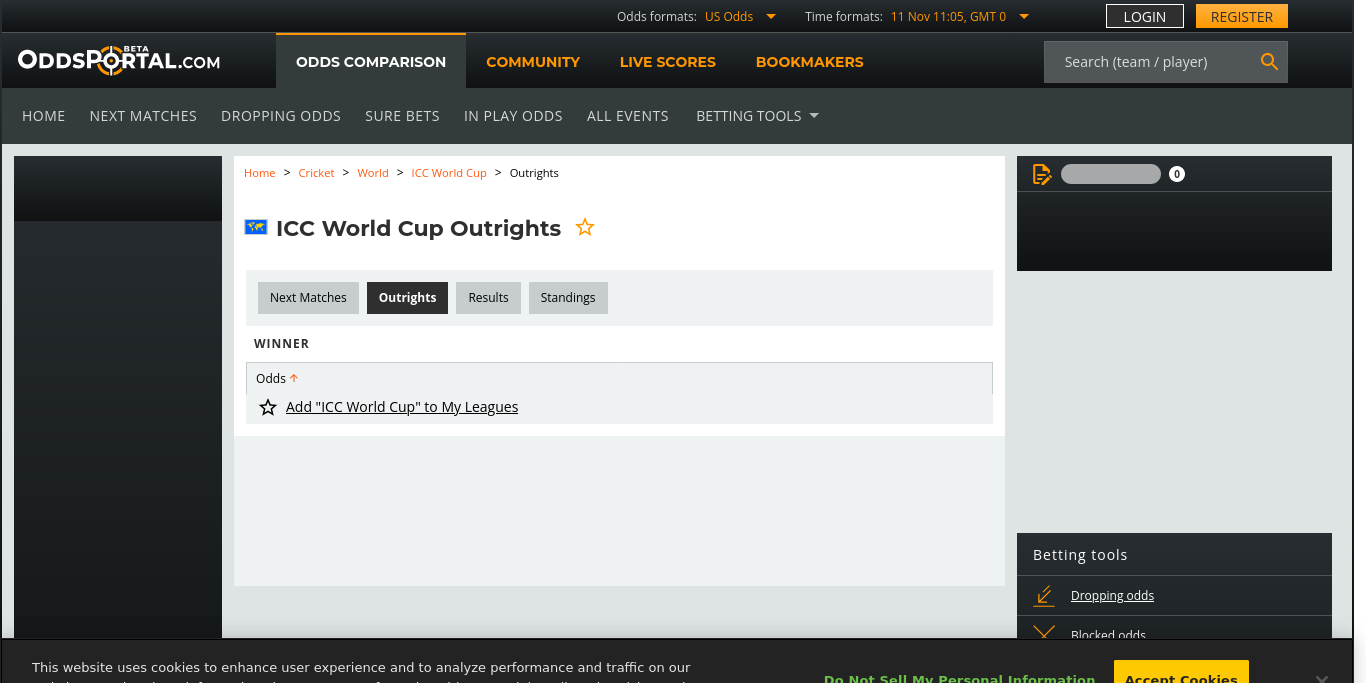 Odds formats: US Odds Time formats: 11 Nov 11:05, GMT 0 LOGIN REGISTER
ODDSPORTAL.COM BETA ODDS COMPARISON COMMUNITY LIVE SCORES BOOKMAKERS Search (team / player)
HOME NEXT MATCHES DROPPING ODDS SURE BETS IN PLAY ODDS ALL EVENTS BETTING TOOLS
Home > Cricket > World > ICC World Cup > Outrights
0
ICC World Cup Outrights
Next Matches Outrights Results Standings
WINNER
Odds
Add "ICC World Cup" to My Leagues
Betting tools
Dropping odds
Blocked odds
This website uses cookies to enhance user experience and to analyze performance and traffic on our
Do Not Sell My Personal Information Accept Cookies